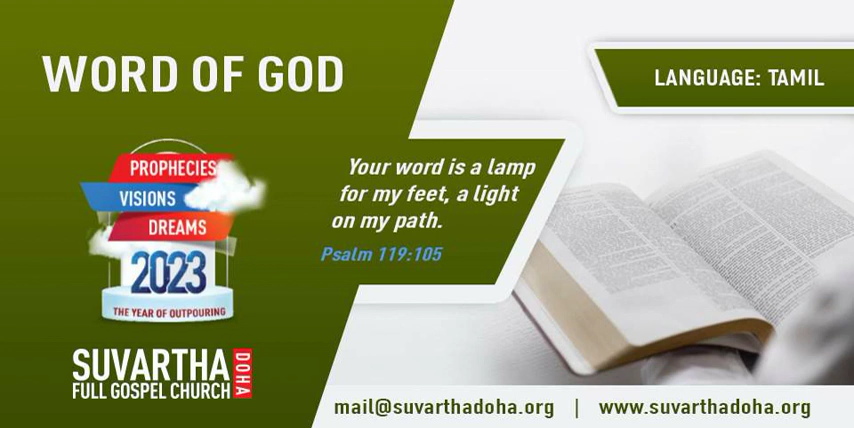 WORD OF GOD
LANGUAGE: TAMIL
PROPHECIES
VISIONS
DREAMS
2023
THE YEAR OF OUTPOURING
Your word is a lamp
for my feet, a light
on my path.
Psalm 119:105
SUVARTHA
DOHA
FULL GOSPEL CHURCH
mail@suvarthadoha.org | www.suvarthadoha.org